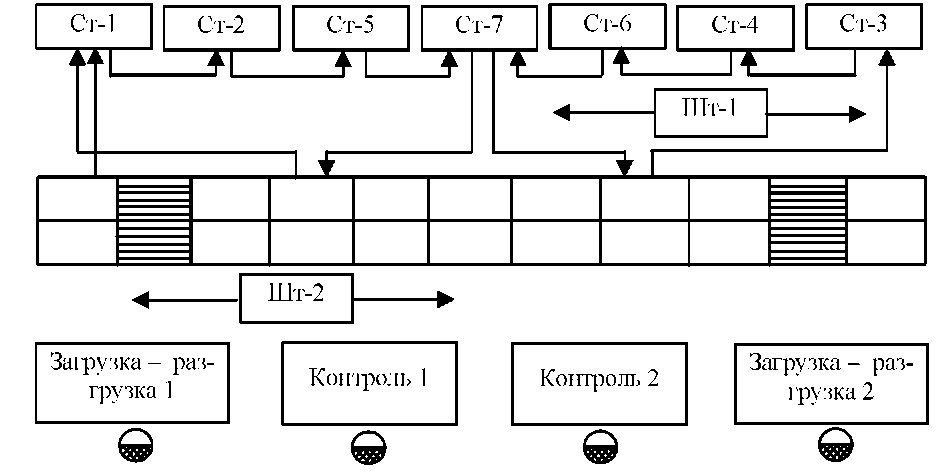 Ст-1 Ст-2 Ст-5 Ст-7 Ст-6 Ст-4 Ст-3
Шт-1
Шт-2
Загрузка – раз-
грузка 1
Контроль 1
Контроль 2
Загрузка – раз-
грузка 2